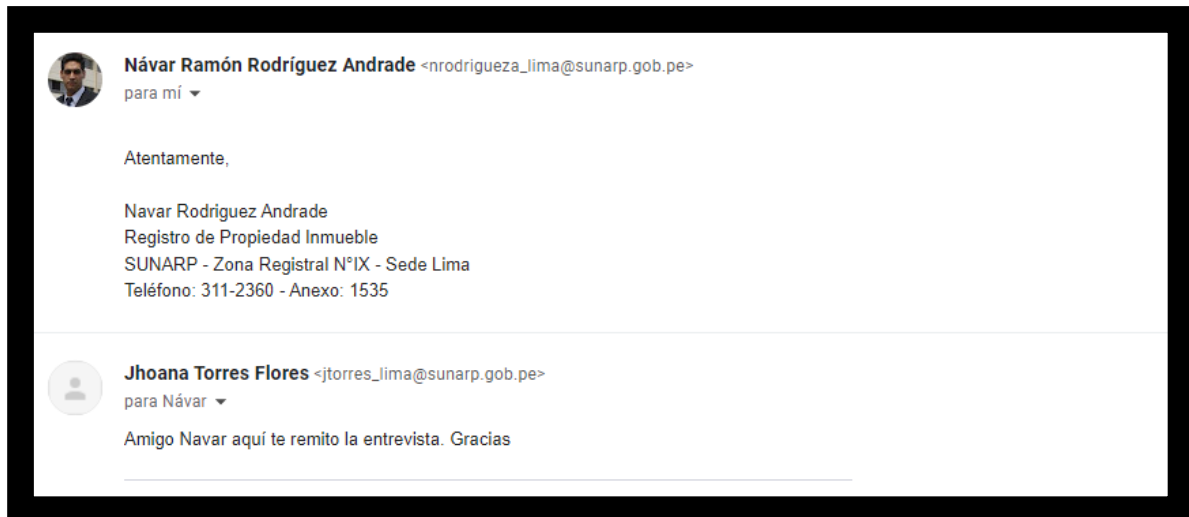 Návar Ramón Rodríguez Andrade <nrodrigueza_lima@sunarp.gob.pe>
para mí
Atentamente,
Navar Rodriguez Andrade
Registro de Propiedad Inmueble
SUNARP - Zona Registral N°IX - Sede Lima
Teléfono: 311-2360 - Anexo: 1535
Jhoana Torres Flores <jtorres_lima@sunarp.gob.pe>
para Návar
Amigo Navar aquí te remito la entrevista. Gracias